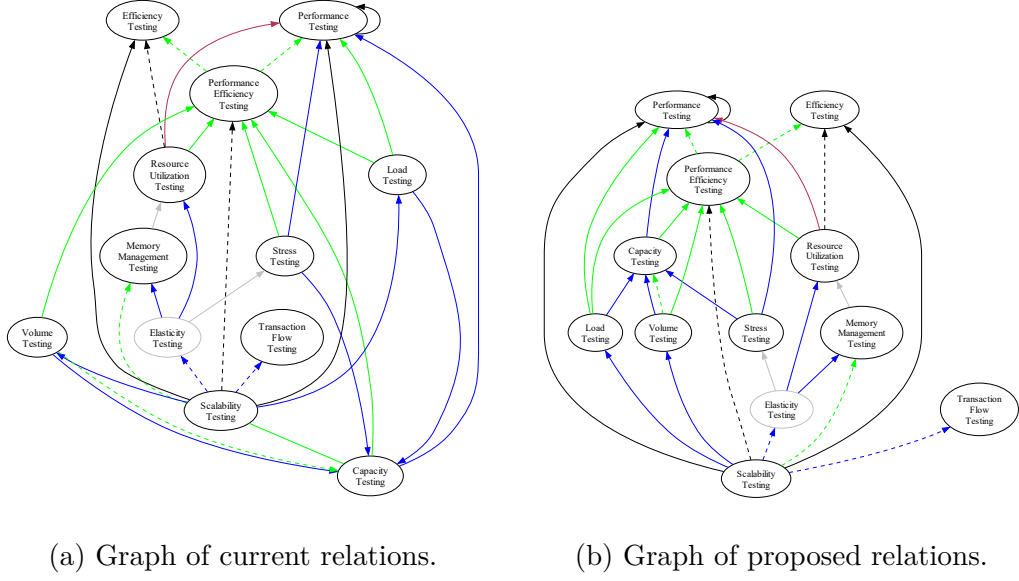 Efficiency
Testing
Performance
Testing
Performance
Efficiency
Testing
Resource
Utilization
Testing
Load
Testing
Memory
Management
Testing
Stress
Testing
Volume
Testing
Elasticity
Testing
Transaction
Flow
Testing
Scalability
Testing
Capacity
Testing
(a) Graph of current relations.
Performance
Testing
Efficiency
Testing
Performance
Efficiency
Testing
Capacity
Testing
Resource
Utilization
Testing
Load
Testing
Volume
Testing
Stress
Testing
Memory
Management
Testing
Elasticity
Testing
Transaction
Flow
Testing
Scalability
Testing
(b) Graph of proposed relations.